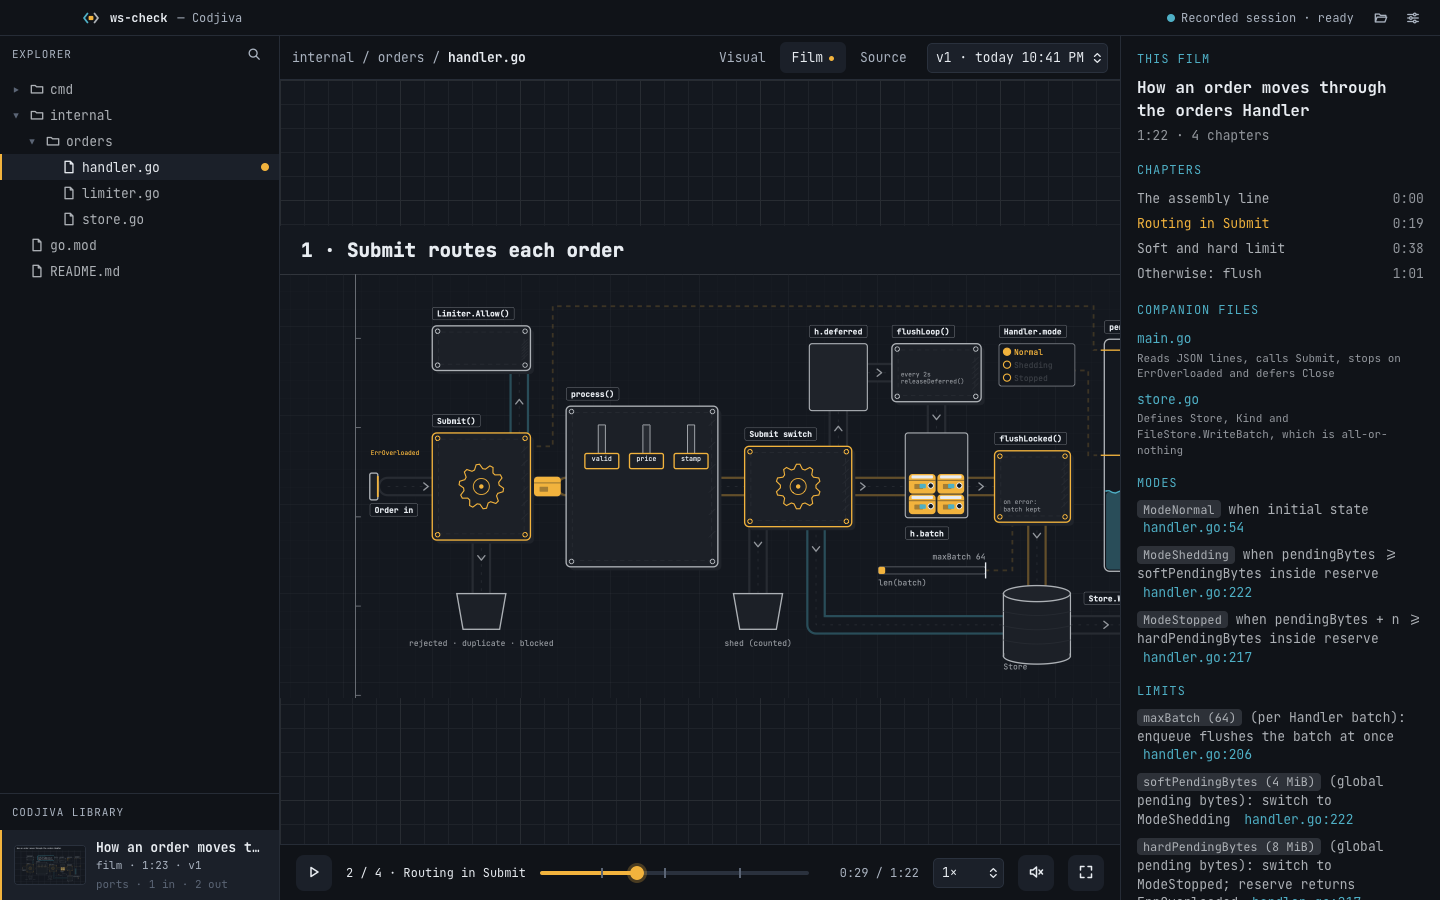 ws-check — Codjiva
Recorded session · ready
EXPLORER
cmd
internal
orders
handler.go
limiter.go
store.go
go.mod
README.md
CODJIVA LIBRARY
How an order moves t…
film · 1:23 · v1
ports · 1 in · 2 out
internal / orders / handler.go
Visual
Film
Source
v1 · today 10:41 PM
1 · Submit routes each order
Limiter.Allow()
h.deferred
flushLoop()
Handler.mode
Normal
Shedding
Stopped
every 2s
releaseDeferred()
process()
Submit()
Submit switch
flushLocked()
valid
price
stamp
ErrOverloaded
Order in
on error:
batch kept
h.batch
maxBatch 64
len(batch)
rejected · duplicate · blocked
shed (counted)
Store
2 / 4 · Routing in Submit
0:29 / 1:22
1×
THIS FILM
How an order moves through
the orders Handler
1:22 · 4 chapters
CHAPTERS
The assembly line 0:00
Routing in Submit 0:19
Soft and hard limit 0:38
Otherwise: flush 1:01
COMPANION FILES
main.go
Reads JSON lines, calls Submit, stops on
ErrOverloaded and defers Close
store.go
Defines Store, Kind and
FileStore.WriteBatch, which is all-or-
nothing
MODES
ModeNormal when initial state
handler.go:54
ModeShedding when pendingBytes ≥
softPendingBytes inside reserve
handler.go:222
ModeStopped when pendingBytes + n ≥
hardPendingBytes inside reserve
handler.go:217
LIMITS
maxBatch (64) (per Handler batch):
enqueue flushes the batch at once
handler.go:206
softPendingBytes (4 MiB) (global
pending bytes): switch to
ModeShedding handler.go:222
hardPendingBytes (8 MiB) (global
pending bytes): switch to
ModeStopped; reserve returns
ErrOverloaded handler.go:217